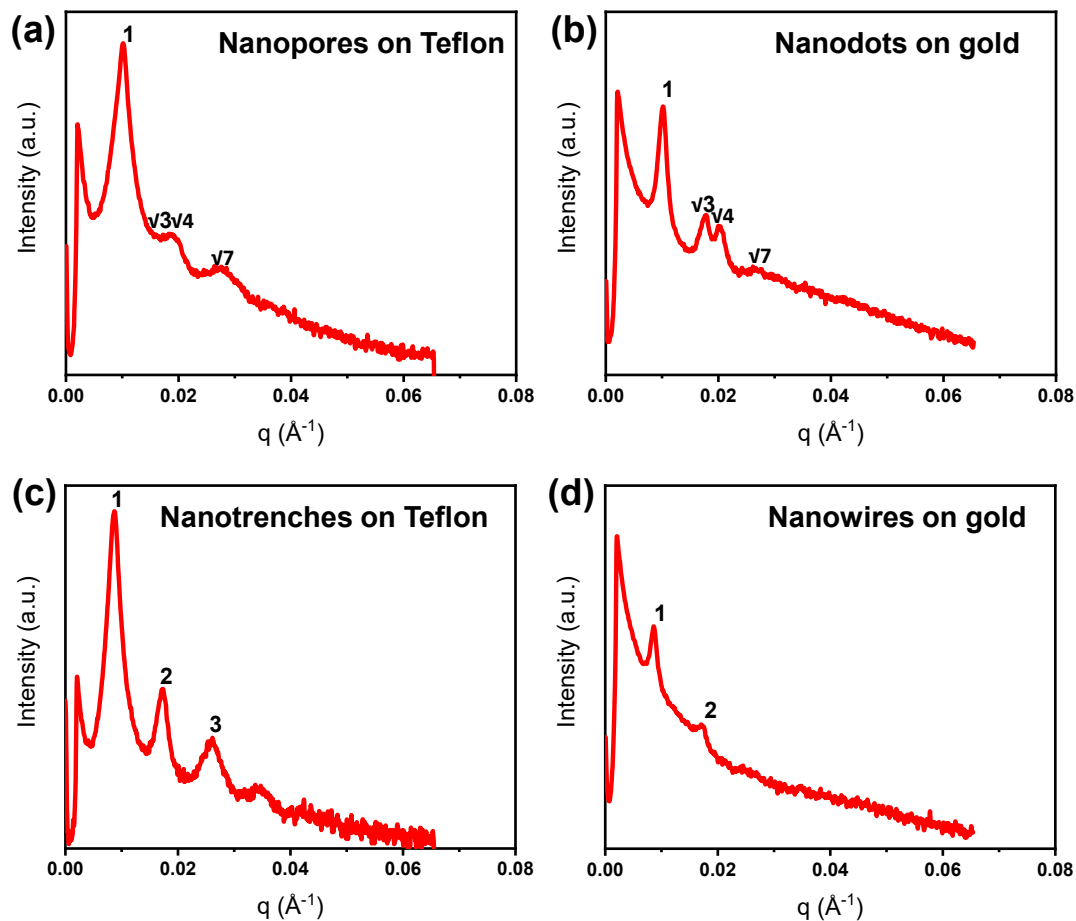 (a)
Nanopores on Teflon
1
√3√4
√7
Intensity (a.u.)
0.00 0.02 0.04 0.06 0.08
q (Å⁻¹)
(b)
Nanodots on gold
1
√3
√4
√7
Intensity (a.u.)
0.00 0.02 0.04 0.06 0.08
q (Å⁻¹)
(c)
Nanotrenches on Teflon
1
2
3
Intensity (a.u.)
0.00 0.02 0.04 0.06 0.08
q (Å⁻¹)
(d)
Nanowires on gold
1
2
Intensity (a.u.)
0.00 0.02 0.04 0.06 0.08
q (Å⁻¹)